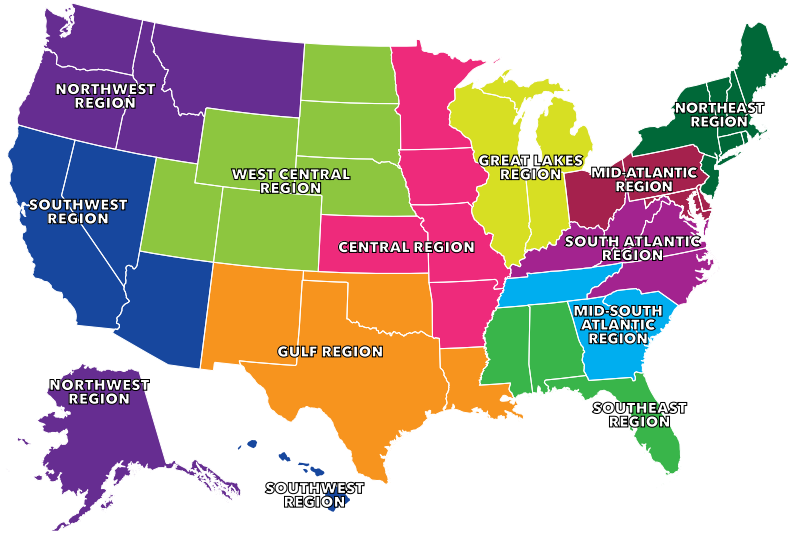 NORTHWEST
REGION
NORTHEAST
REGION
GREAT LAKES
REGION
MID-ATLANTIC
REGION
WEST CENTRAL
REGION
SOUTHWEST
REGION
CENTRAL REGION
SOUTH ATLANTIC
REGION
MID-SOUTH
ATLANTIC
REGION
GULF REGION
NORTHWEST
REGION
SOUTHEAST
REGION
SOUTHWEST
REGION